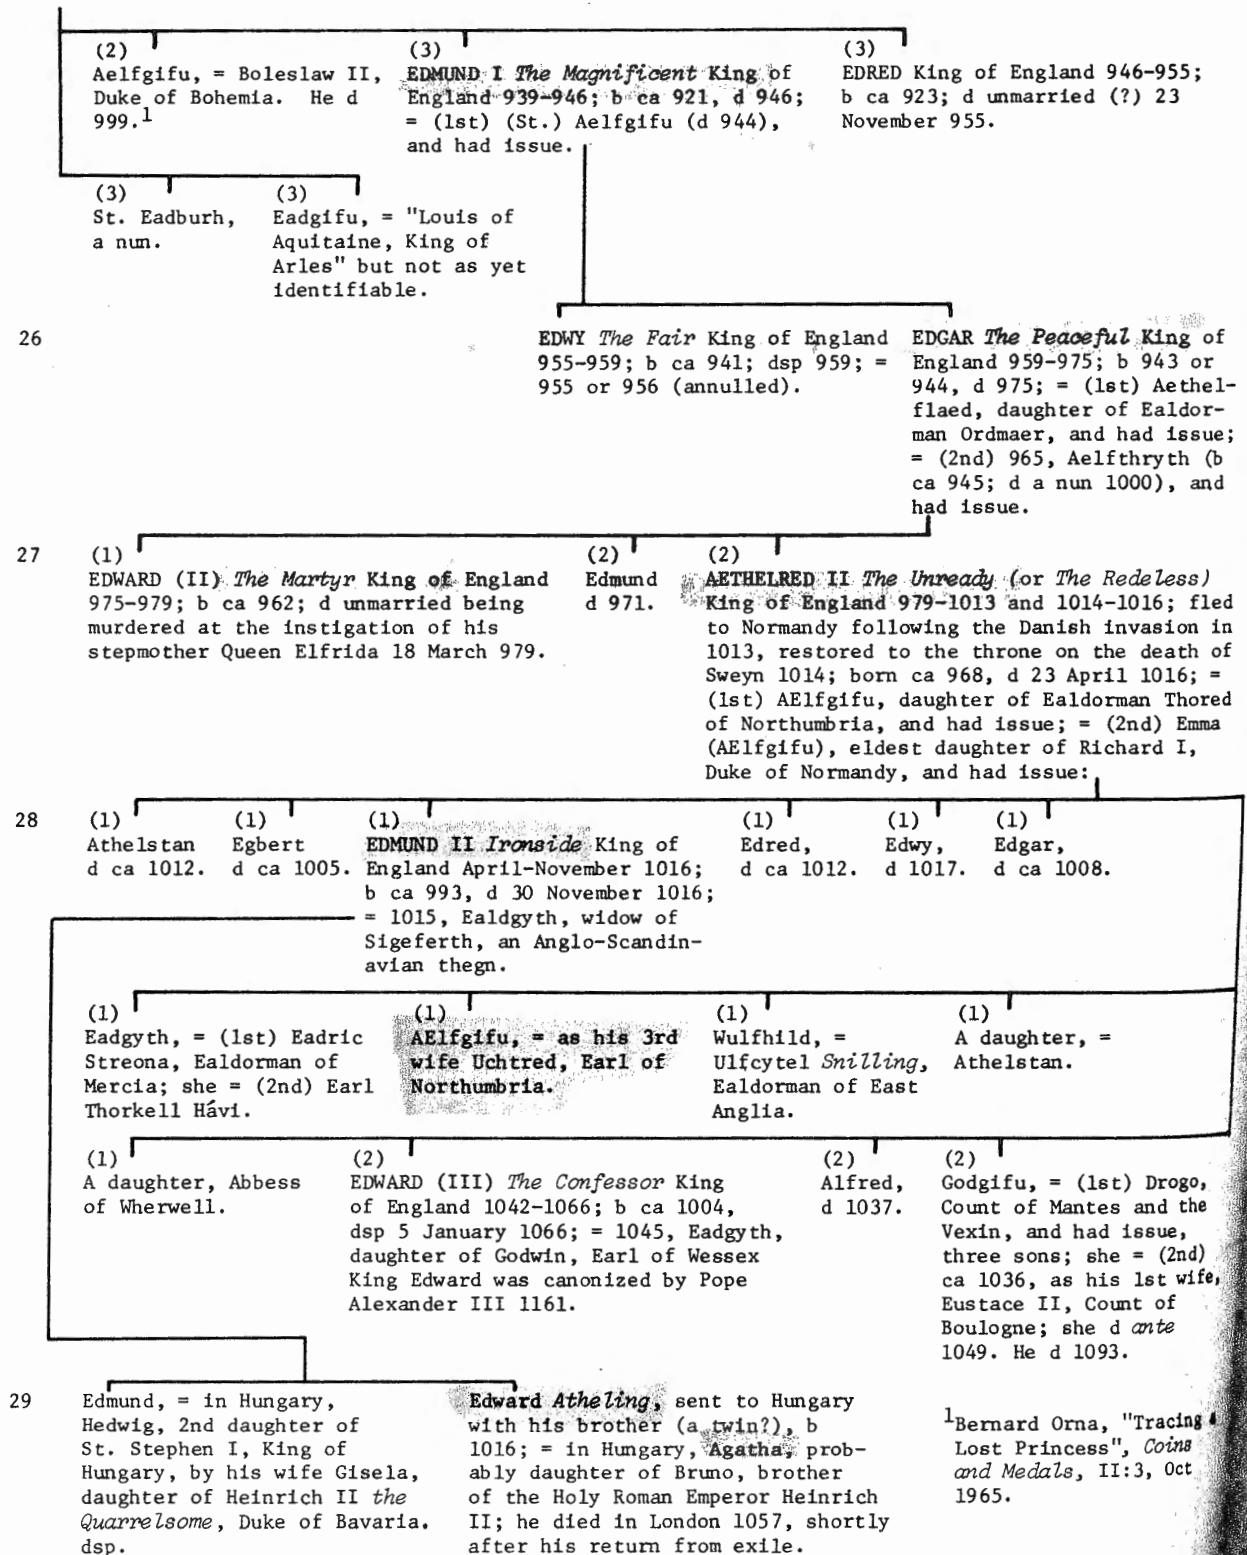 (2)
Aelfgifu, = Boleslaw II,
Duke of Bohemia. He d
999.1
(3)
EDMUND I The Magnificent King of
England 939-946; b ca 921, d 946;
= (1st) (St.) Aelfgifu (d 944),
and had issue.
(3)
EDRED King of England 946-955;
b ca 923; d unmarried (?) 23
November 955.
(3)
St. Eadburh,
a nun.
(3)
Eadgifu, = "Louis of
Aquitaine, King of
Arles" but not as yet
identifiable.
26
EDWY The Fair King of England
955-959; b ca 941; dsp 959; =
955 or 956 (annulled).
EDGAR The Peaceful King of
England 959-975; b 943 or
944, d 975; = (1st) Aethel-
flaed, daughter of Ealdor-
man Ordmaer, and had issue;
= (2nd) 965, Aelfthryth (b
ca 945; d a nun 1000), and
had issue.
27
(1)
EDWARD (II) The Martyr King of England
975-979; b ca 962; d unmarried being
murdered at the instigation of his
stepmother Queen Elfrida 18 March 979.
(2)
Edmund
d 971.
(2)
AETHELRED II The Unready (or The Redeless)
King of England 979-1013 and 1014-1016; fled
to Normandy following the Danish invasion in
1013, restored to the throne on the death of
Sweyn 1014; born ca 968, d 23 April 1016; =
(1st) AElfgifu, daughter of Ealdorman Thored
of Northumbria, and had issue; = (2nd) Emma
(AElfgifu), eldest daughter of Richard I,
Duke of Normandy, and had issue:
28
(1)
Athelstan
d ca 1012.
(1)
Egbert
d ca 1005.
(1)
EDMUND II Ironside King of
England April-November 1016;
b ca 993, d 30 November 1016;
= 1015, Ealdgyth, widow of
Sigeferth, an Anglo-Scandin-
avian thegn.
(1)
Edred,
d ca 1012.
(1)
Edwy,
d 1017.
(1)
Edgar,
d ca 1008.
(1)
Eadgyth, = (1st) Eadric
Streona, Ealdorman of
Mercia; she = (2nd) Earl
Thorkell Hávi.
(1)
AElfgifu, = as his 3rd
wife Uchtred, Earl of
Northumbria.
(1)
Wulfhild, =
Ulfcytel Snilling,
Ealdorman of East
Anglia.
(1)
A daughter, =
Athelstan.
(1)
A daughter, Abbess
of Wherwell.
(2)
EDWARD (III) The Confessor King
of England 1042-1066; b ca 1004,
dsp 5 January 1066; = 1045, Eadgyth,
daughter of Godwin, Earl of Wessex
King Edward was canonized by Pope
Alexander III 1161.
(2)
Alfred,
d 1037.
(2)
Godgifu, = (1st) Drogo,
Count of Mantes and the
Vexin, and had issue,
three sons; she = (2nd)
ca 1036, as his 1st wife,
Eustace II, Count of
Boulogne; she d ante
1049. He d 1093.
29
Edmund, = in Hungary,
Hedwig, 2nd daughter of
St. Stephen I, King of
Hungary, by his wife Gisela,
daughter of Heinrich II the
Quarrelsome, Duke of Bavaria.
dsp.
Edward Atheling, sent to Hungary
with his brother (a twin?), b
1016; = in Hungary, Agatha, prob-
ably daughter of Bruno, brother
of the Holy Roman Emperor Heinrich
II; he died in London 1057, shortly
after his return from exile.
1Bernard Orna, "Tracing
Lost Princess", Coins
and Medals, II:3, Oct
1965.